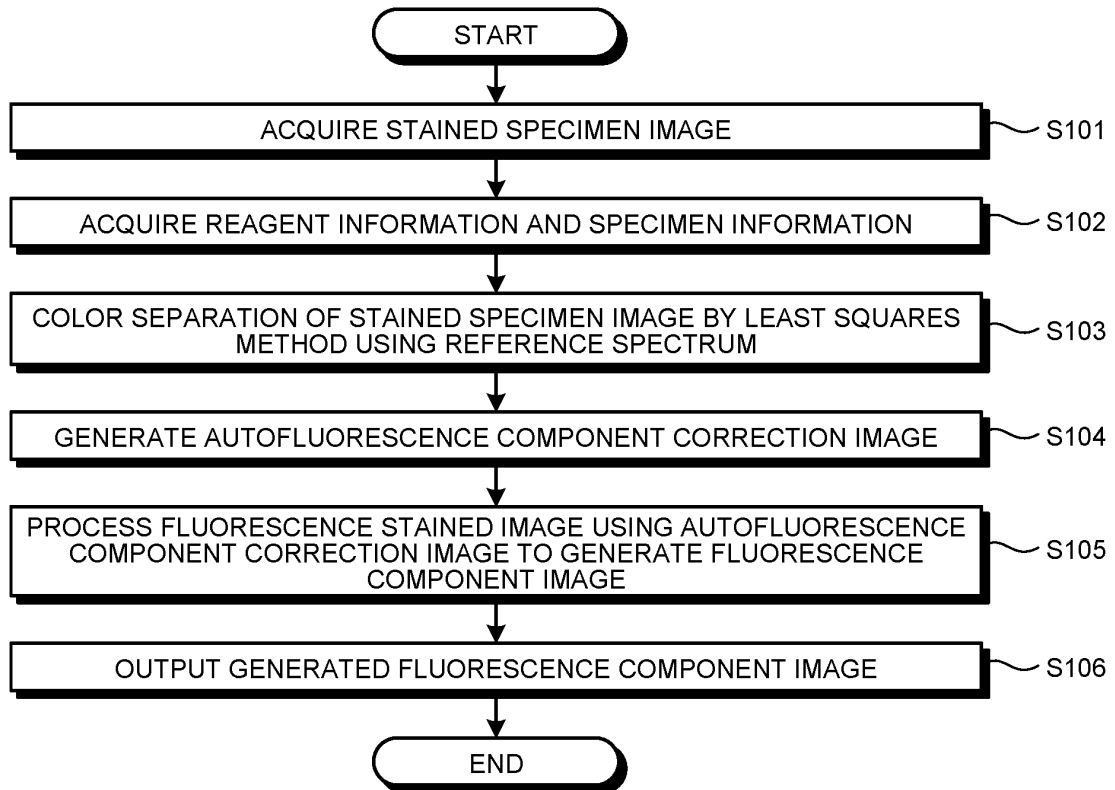 START
ACQUIRE STAINED SPECIMEN IMAGE
S101
ACQUIRE REAGENT INFORMATION AND SPECIMEN INFORMATION
S102
COLOR SEPARATION OF STAINED SPECIMEN IMAGE BY LEAST SQUARES
METHOD USING REFERENCE SPECTRUM
S103
GENERATE AUTOFLUORESCENCE COMPONENT CORRECTION IMAGE
S104
PROCESS FLUORESCENCE STAINED IMAGE USING AUTOFLUORESCENCE
COMPONENT CORRECTION IMAGE TO GENERATE FLUORESCENCE
COMPONENT IMAGE
S105
OUTPUT GENERATED FLUORESCENCE COMPONENT IMAGE
S106
END